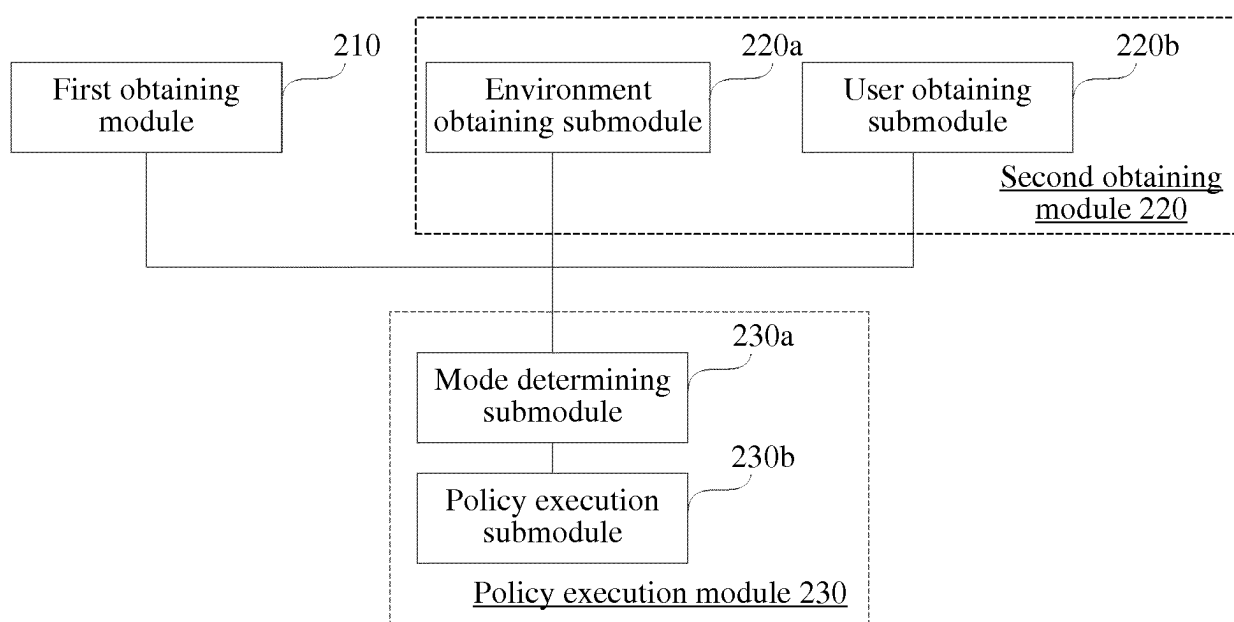 210
220a
220b
First obtaining
module
Environment
obtaining submodule
User obtaining
submodule
Second obtaining
module 220
230a
Mode determining
submodule
230b
Policy execution
submodule
Policy execution module 230